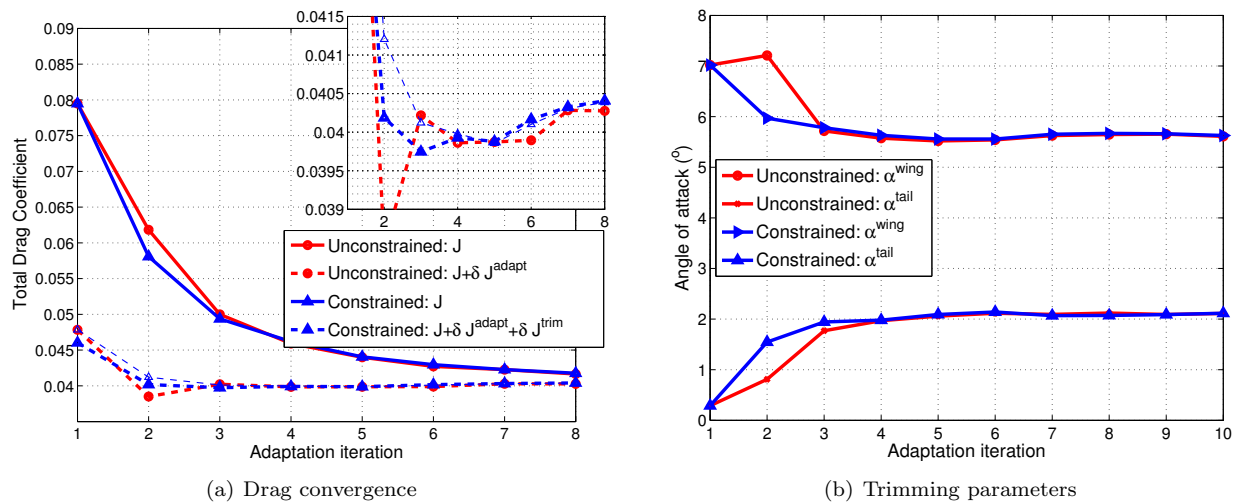 0.09
0.085
0.08
0.075
0.07
0.065
0.06
0.055
0.05
0.045
0.04
Total Drag Coefficient
1 2 3 4 5 6 7 8
Adaptation iteration
0.0415
0.041
0.0405
0.04
0.0395
0.039
2 4 6 8
Unconstrained: J
Unconstrained: J+δ J^adapt
Constrained: J
Constrained: J+δ J^adapt+δ J^trim
(a) Drag convergence
8
7
6
5
4
3
2
1
0
Angle of attack (⁰)
Unconstrained: α^wing
Unconstrained: α^tail
Constrained: α^wing
Constrained: α^tail
1 2 3 4 5 6 7 8 9 10
Adaptation iteration
(b) Trimming parameters